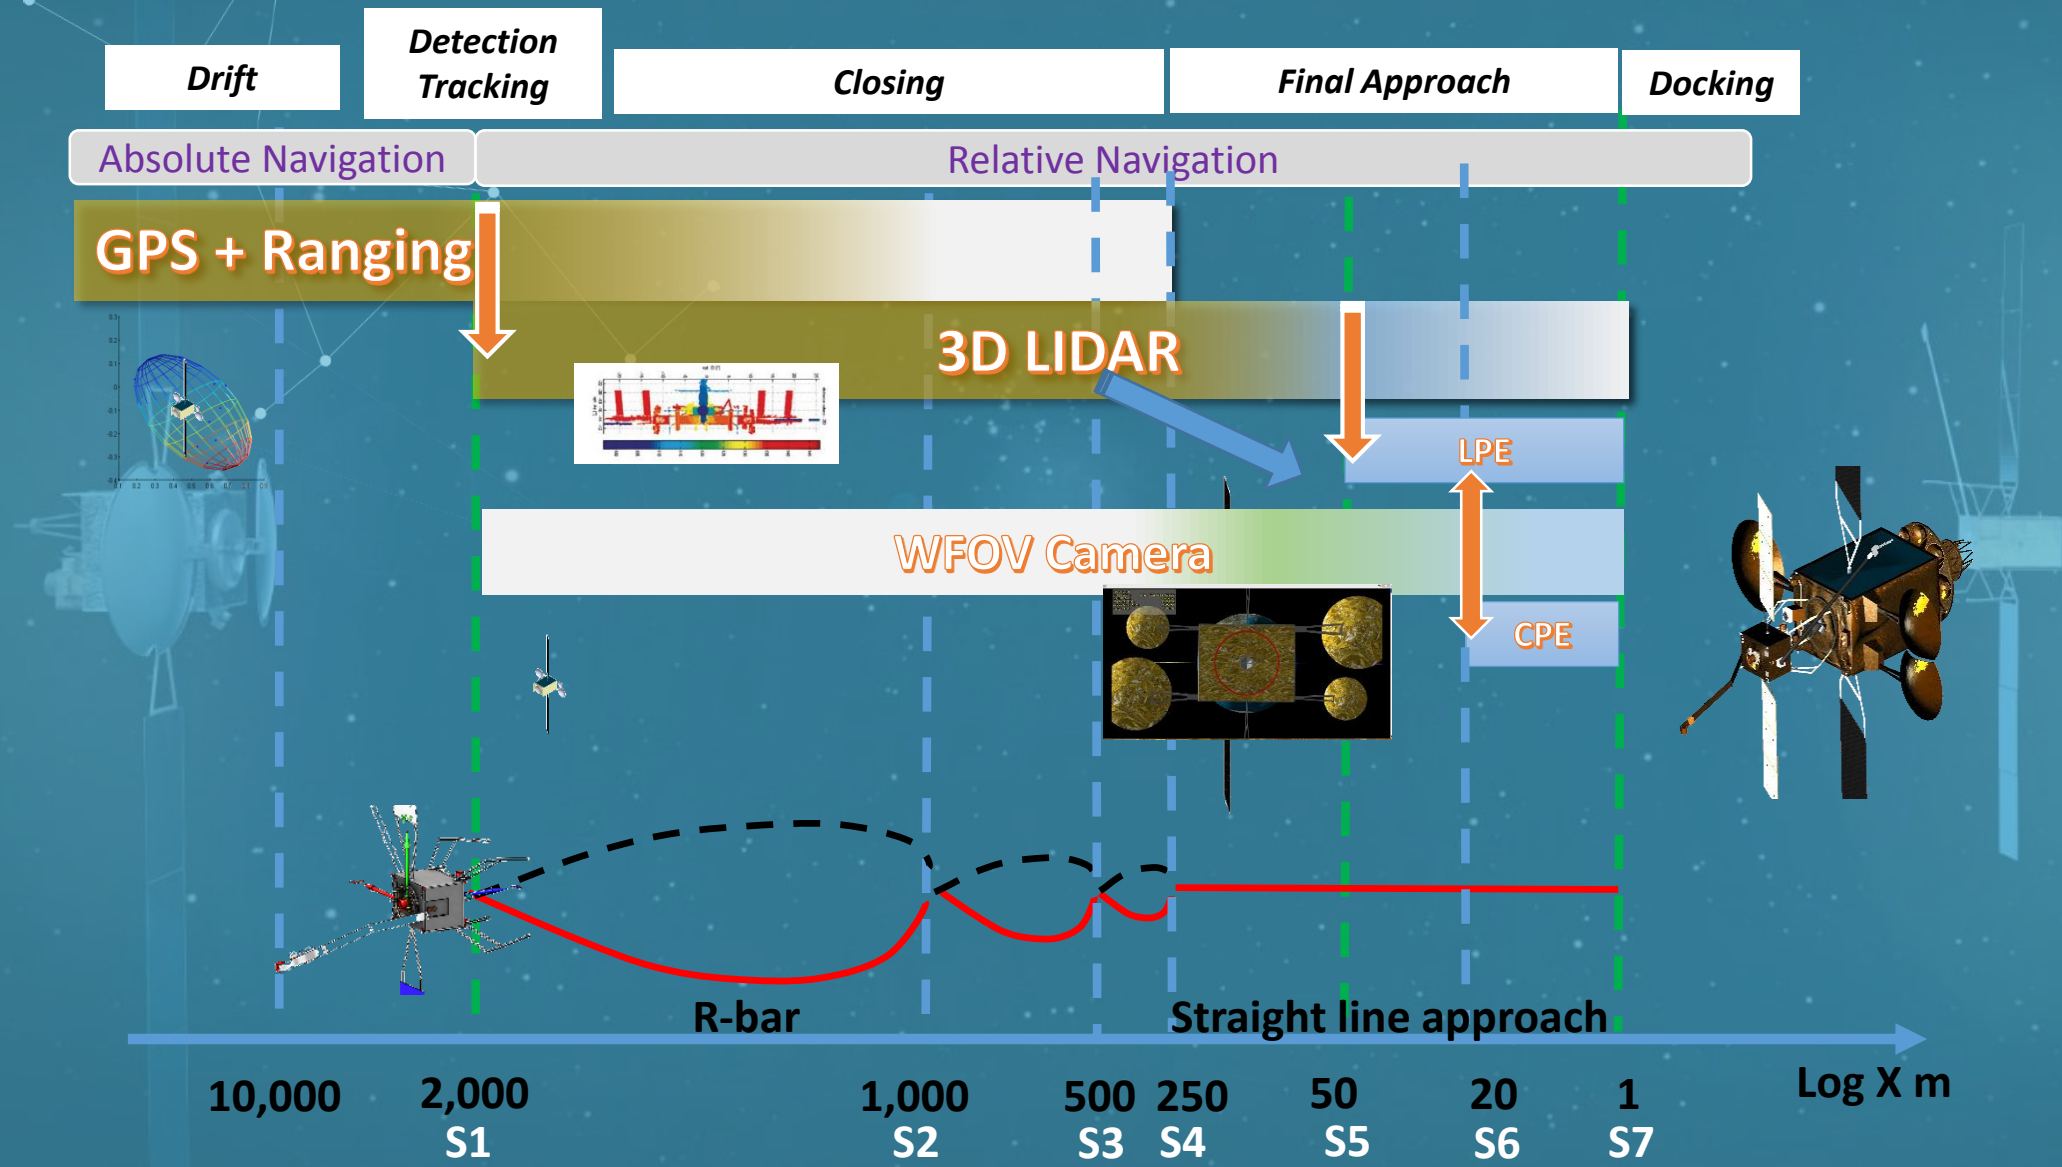 Drift
Detection
Tracking
Closing
Final Approach
Docking
Absolute Navigation
Relative Navigation
GPS + Ranging
3D LIDAR
LPE
WFOV Camera
CPE
R-bar
Straight line approach
10,000
2,000
1,000
500
250
50
20
1
Log X m
S1
S2
S3
S4
S5
S6
S7